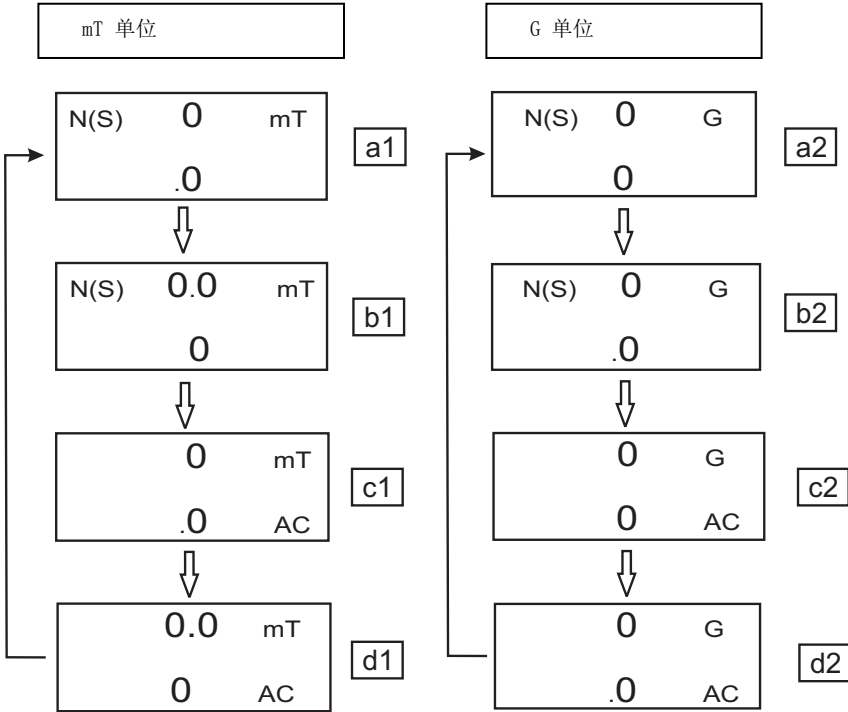 mT 单位
N(S) 0 mT
.0
a1
N(S) 0.0 mT
0
b1
0 mT
.0 AC
c1
0.0 mT
0 AC
d1
G 单位
N(S) 0 G
0
a2
N(S) 0 G
.0
b2
0 G
0 AC
c2
0 G
.0 AC
d2